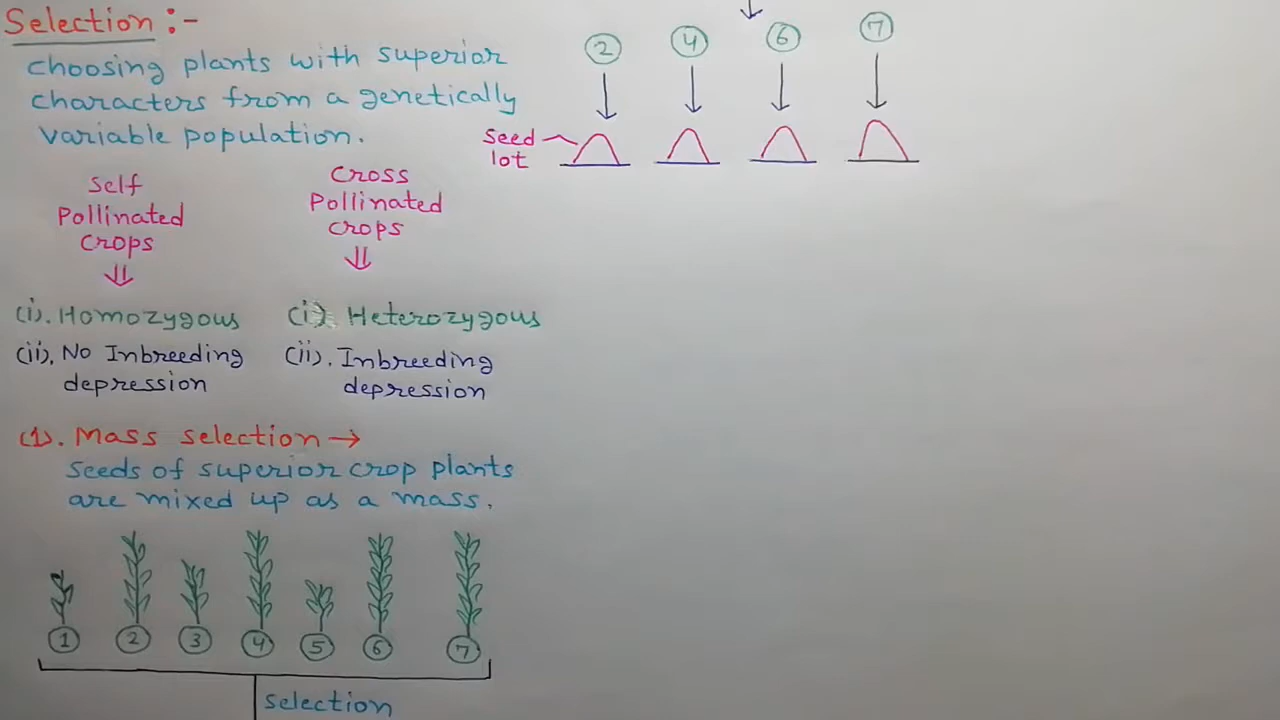 Selection :-
choosing plants with superior
characters from a genetically
variable population.
Self
Pollinated
crops
Cross
Pollinated
crops
(i). Homozygous
(ii). No Inbreeding
depression
(i) Heterozygous
(ii). Inbreeding
depression
(1). Mass selection →
Seeds of superior crop plants
are mixed up as a mass.
1 2 3 4 5 6 7
selection
2 4 6 7
Seed
lot